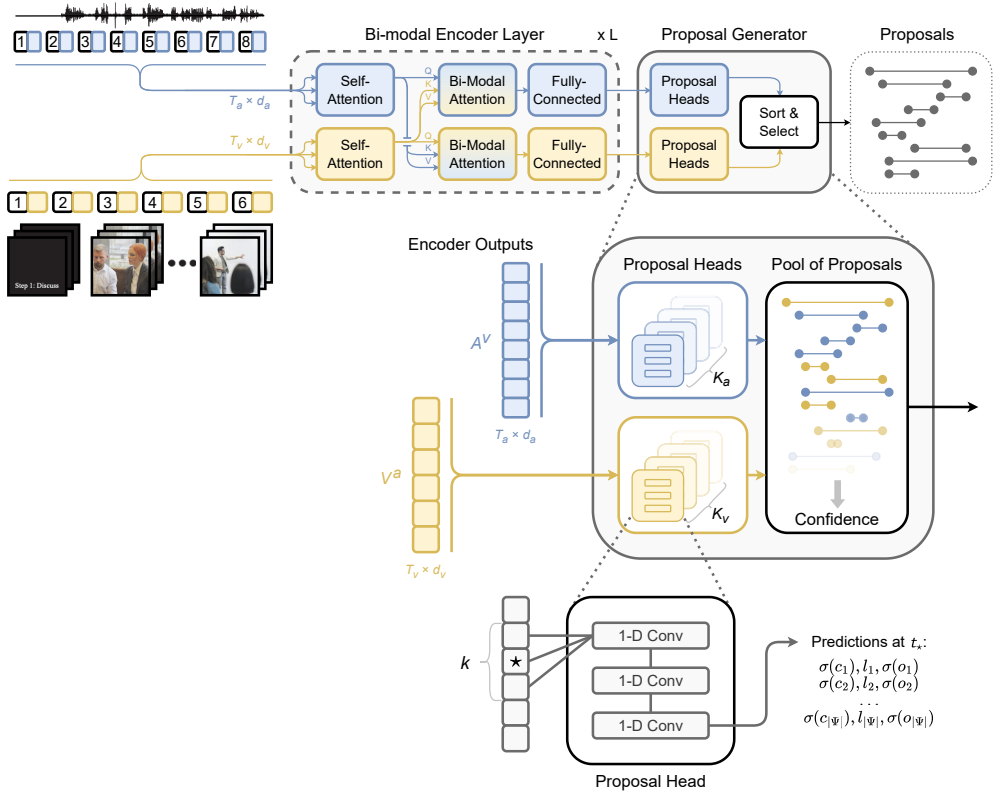 Bi-modal Encoder Layer
x L
Proposal Generator
Proposals
1 2 3 4 5 6 7 8
T_a × d_a
Self-
Attention
Q
K
V
Bi-Modal
Attention
Fully-
Connected
Proposal
Heads
Sort &
Select
T_v × d_v
Self-
Attention
Q
K
V
Bi-Modal
Attention
Fully-
Connected
Proposal
Heads
1 2 3 4 5 6
Step 1: Discuss
Encoder Outputs
Proposal Heads
Pool of Proposals
A^v
K_a
T_a × d_a
V^a
K_v
Confidence
T_v × d_v
k
★
1-D Conv
1-D Conv
1-D Conv
Proposal Head
Predictions at t_⋆:
σ(c_1), l_1, σ(o_1)
σ(c_2), l_2, σ(o_2)
...
σ(c_|Ψ|), l_|Ψ|, σ(o_|Ψ|)